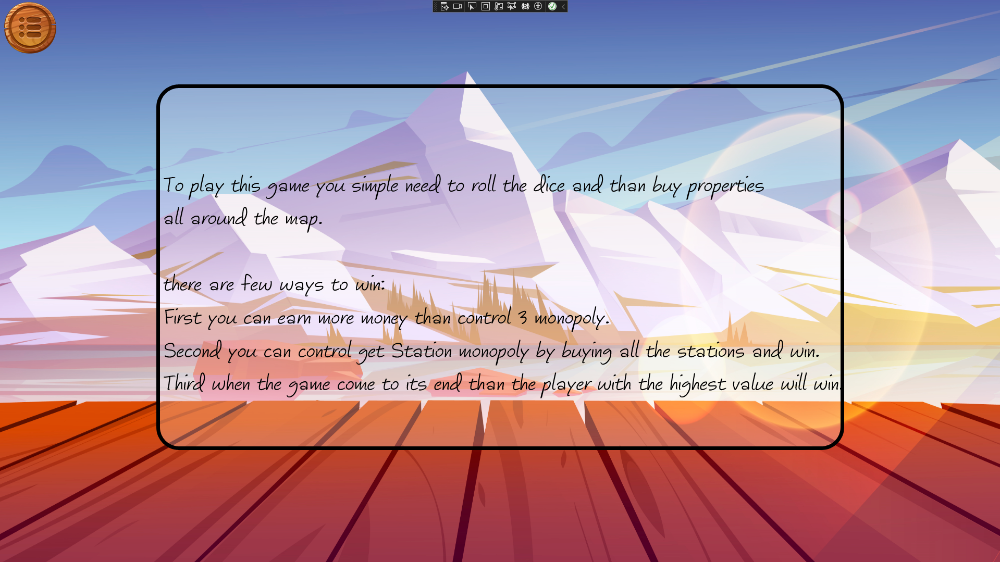 To play this game you simple need to roll the dice and than buy properties
all around the map.
there are few ways to win:
First you can earn more money than control 3 monopoly.
Second you can control get Station monopoly by buying all the stations and win.
Third when the game come to its end than the player with the highest value will win.